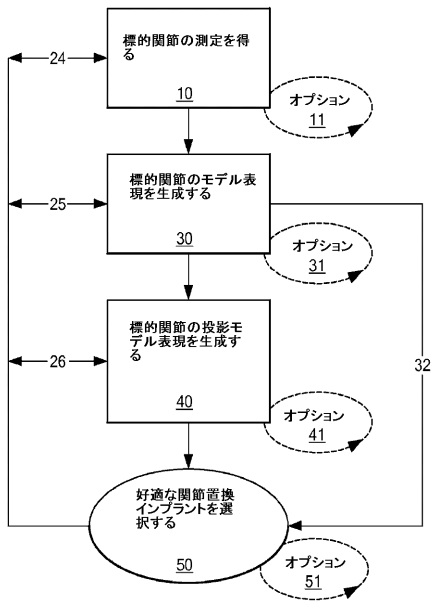 標的関節の測定を得
る
10
オプション
11
24
標的関節のモデル表
現を生成する
30
オプション
31
25
32
標的関節の投影モ
デル表現を生成する
40
オプション
41
26
好適な関節置換
インプラントを選
択する
50
オプション
51